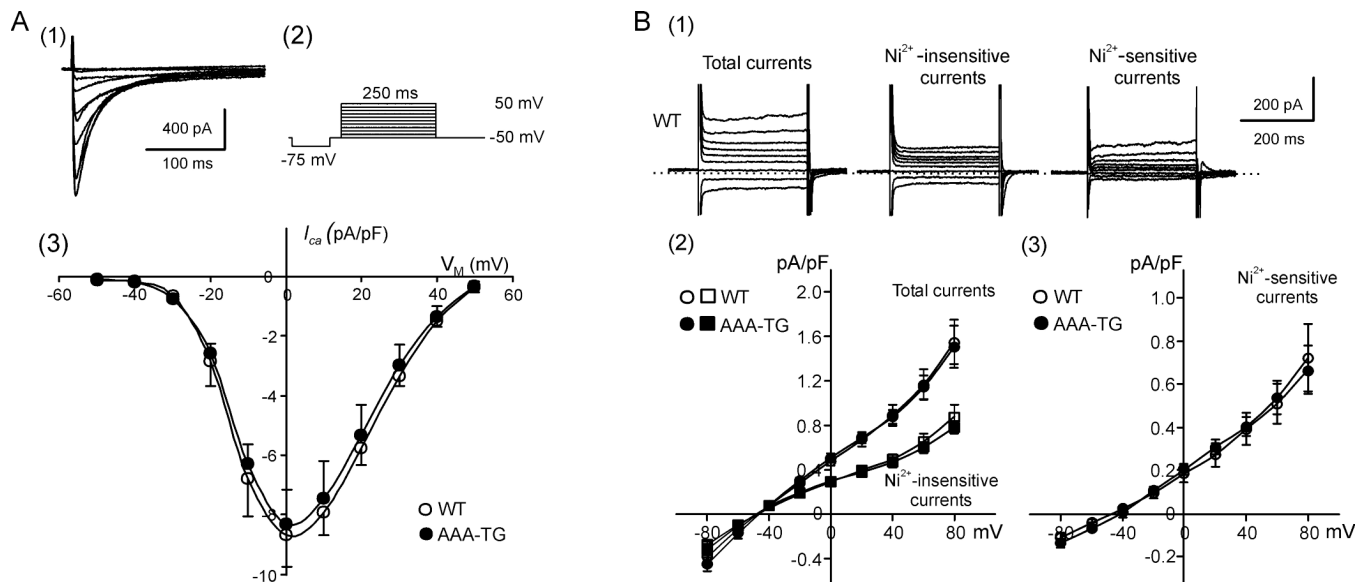 A
(1)
400 pA
100 ms
(2)
250 ms
50 mV
-50 mV
-75 mV
(3)
I_ca (pA/pF)
V_M (mV)
-60 -40 -20 0 20 40 60
-0
-2
-4
-6
-8
-10
WT
AAA-TG
B
(1)
Total currents
Ni²⁺-insensitive
currents
Ni²⁺-sensitive
currents
WT
200 pA
200 ms
(2)
pA/pF
WT
AAA-TG
Total currents
2.0
1.6
1.2
0.8
0.4
0
-0.4
-80 -40 0 40 80 mV
Ni²⁺-insensitive
currents
(3)
pA/pF
WT
AAA-TG
Ni²⁺-sensitive
currents
1.0
0.8
0.6
0.4
0.2
0
-0.2
-80 -40 0 40 80 mV